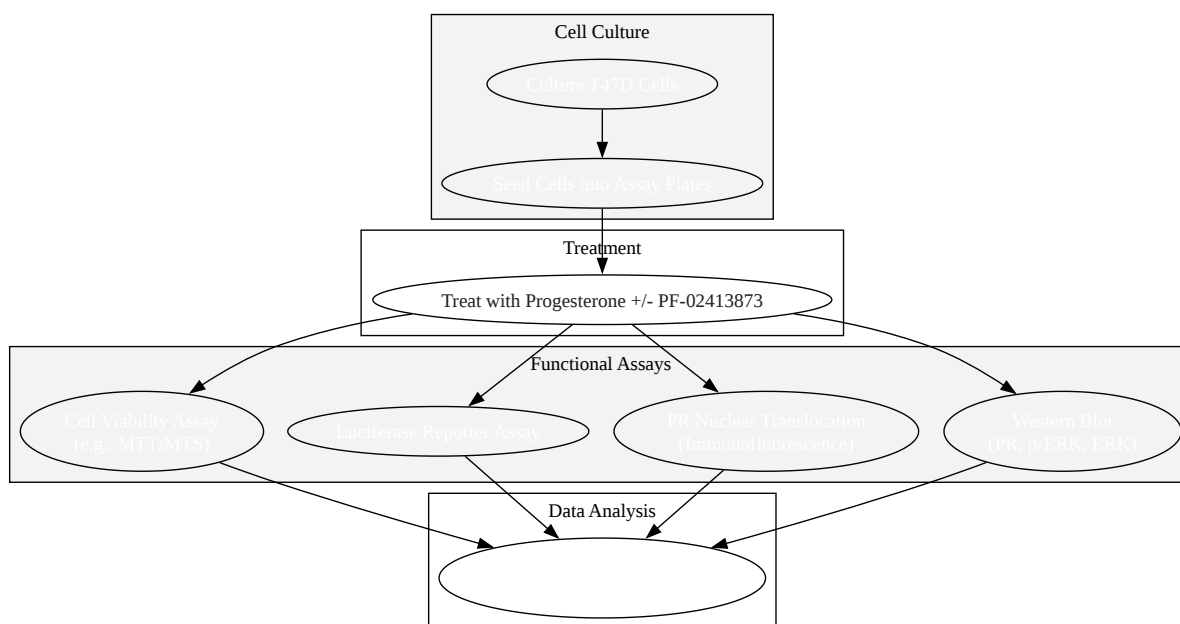 Cell Culture
Culture T47D Cells
Seed Cells into Assay Plates
Treatment
Treat with Progesterone +/- PF-02413873
Functional Assays
Cell Viability Assay
(e.g., MTT/MTS)
Luciferase Reporter Assay
PR Nuclear Translocation
(Immunofluorescence)
Western Blot
(PR, p-ERK, ERK)
Data Analysis